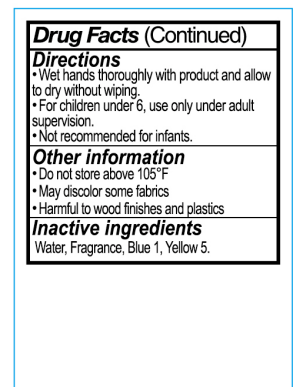 Drug Facts (Continued)
Directions
• Wet hands thoroughly with product and allow
to dry without wiping.
• For children under 6, use only under adult
supervision.
• Not recommended for infants.
Other information
• Do not store above 105°F
• May discolor some fabrics
• Harmful to wood finishes and plastics
Inactive ingredients
Water, Fragrance, Blue 1, Yellow 5.